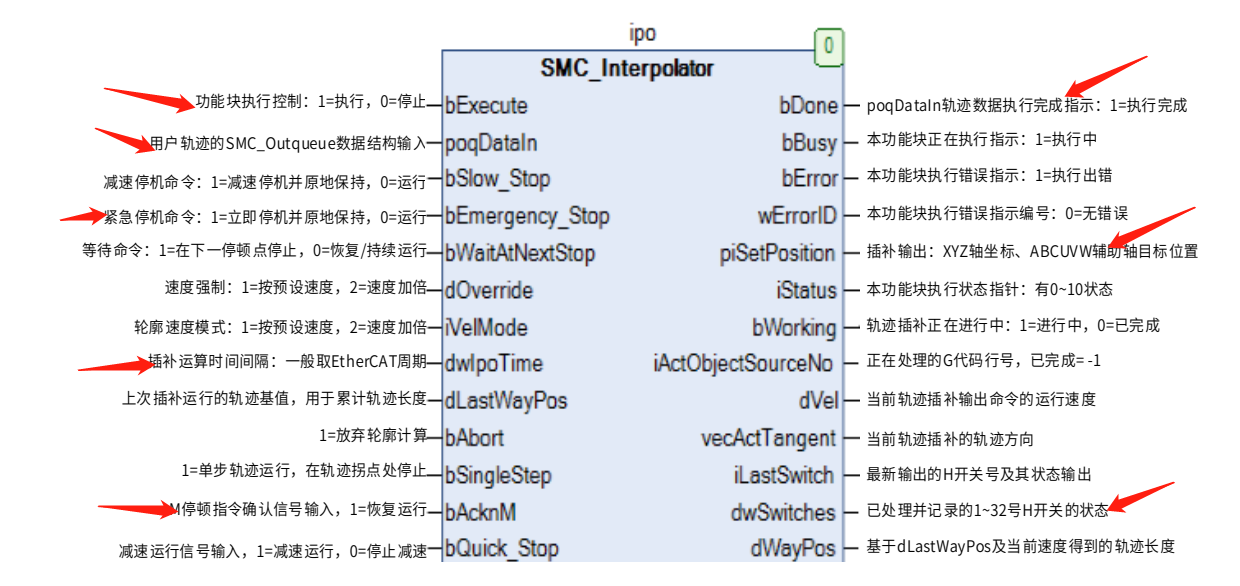 ipo
0
SMC_Interpolator
功能块执行控制：1=执行，0=停止 bExecute bDone poqDataIn轨迹数据执行完成指示：1=执行完成
用户轨迹的SMC_Outqueue数据结构输入 poqDataIn bBusy 本功能块正在执行指示：1=执行中
减速停机命令：1=减速停机并原地保持，0=运行 bSlow_Stop bError 本功能块执行错误指示：1=执行出错
紧急停机命令：1=立即停机并原地保持，0=运行 bEmergency_Stop wErrorID 本功能块执行错误指示编号：0=无错误
等待命令：1=在下一停顿点停止，0=恢复/持续运行 bWaitAtNextStop piSetPosition 插补输出：XYZ轴坐标、ABCUVW辅助轴目标位置
速度强制：1=按预设速度，2=速度加倍 dOverride iStatus 本功能块执行状态指针：有0~10状态
轮廓速度模式：1=按预设速度，2=速度加倍 iVelMode bWorking 轨迹插补正在进行中：1=进行中，0=已完成
插补运算时间间隔：一般取EtherCAT周期 dwIpoTime iActObjectSourceNo 正在处理的G代码行号，已完成= -1
上次插补运行的轨迹基值，用于累计轨迹长度 dLastWayPos dVel 当前轨迹插补输出命令的运行速度
1=放弃轮廓计算 bAbort vecActTangent 当前轨迹插补的轨迹方向
1=单步轨迹运行，在轨迹拐点处停止 bSingleStep iLastSwitch 最新输出的H开关号及其状态输出
M停顿指令确认信号输入，1=恢复运行 bAcknM dwSwitches 已处理并记录的1~32号H开关的状态
减速运行信号输入，1=减速运行，0=停止减速 bQuick_Stop dWayPos 基于dLastWayPos及当前速度得到的轨迹长度